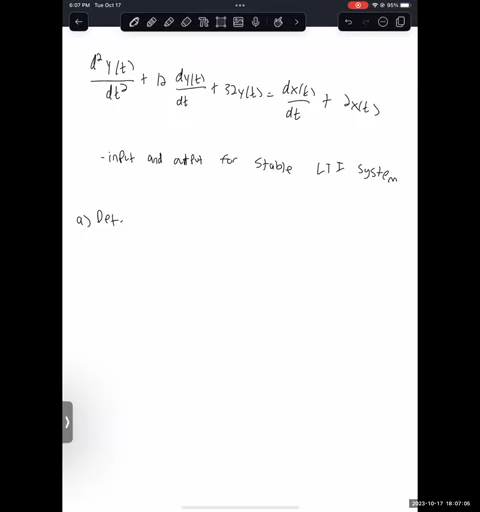 6:07 PM Tue Oct 17
95%
d²y(t)/dt² + 12 dy(t)/dt + 32y(t) = dx(t)/dt + 2x(t)
- input and output for stable LTI system
a) Det.
2023-10-17 18:07:05